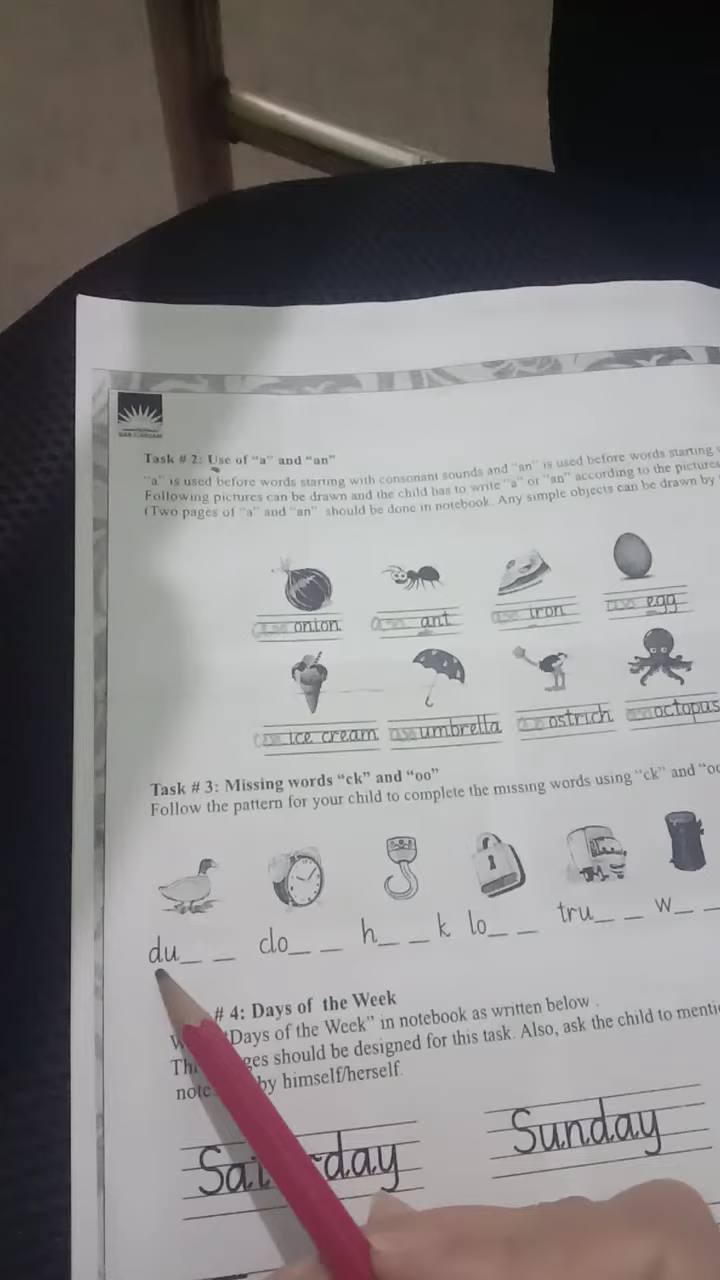 Task # 2: Use of "a" and "an"
"a" is used before words starting with consonant sounds and "an" is used before words starting
Following pictures can be drawn and the child has to write "a" or "an" according to the pictures
(Two pages of "a" and "an" should be done in notebook. Any simple objects can be drawn by
onion ant iron egg
ice cream umbrella ostrich octopus
Task # 3: Missing words "ck" and "oo"
Follow the pattern for your child to complete the missing words using "ck" and "oo
du_ _ clo_ _ h_ _k lo_ _ tru_ _ w_ _
# 4: Days of the Week
"Days of the Week" in notebook as written below .
should be designed for this task. Also, ask the child to menti
by himself/herself.
Sunday